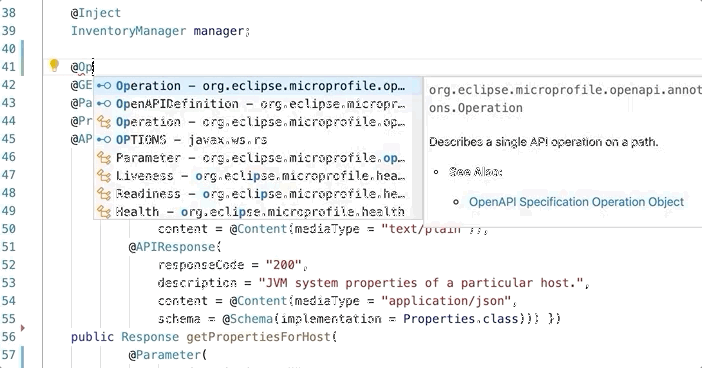 38 @Inject
39 InventoryManager manager;
40
41 @Op
42 @GE
43 @Pa
44 @Pr
45 @AP
46
47
48
49
50 content = @Content(mediaType = "text/plain")),
51 @APIResponse(
52 responseCode = "200",
53 description = "JVM system properties of a particular host.",
54 content = @Content(mediaType = "application/json",
55 schema = @Schema(implementation = Properties.class))) })
56 public Response getPropertiesForHost(
57 @Parameter(
Operation – org.eclipse.microprofile.op…
OpenAPIDefinition – org.eclipse.micropr…
Operation – org.eclipse.microprofile.op…
OPTIONS – javax.ws.rs
Parameter – org.eclipse.microprofile.op…
Liveness – org.eclipse.microprofile.hea…
Readiness – org.eclipse.microprofile.he…
Health – org.eclipse.microprofile.health
org.eclipse.microprofile.openapi.annot
ons.Operation
Describes a single API operation on a path.
• See Also:
◦ OpenAPI Specification Operation Object